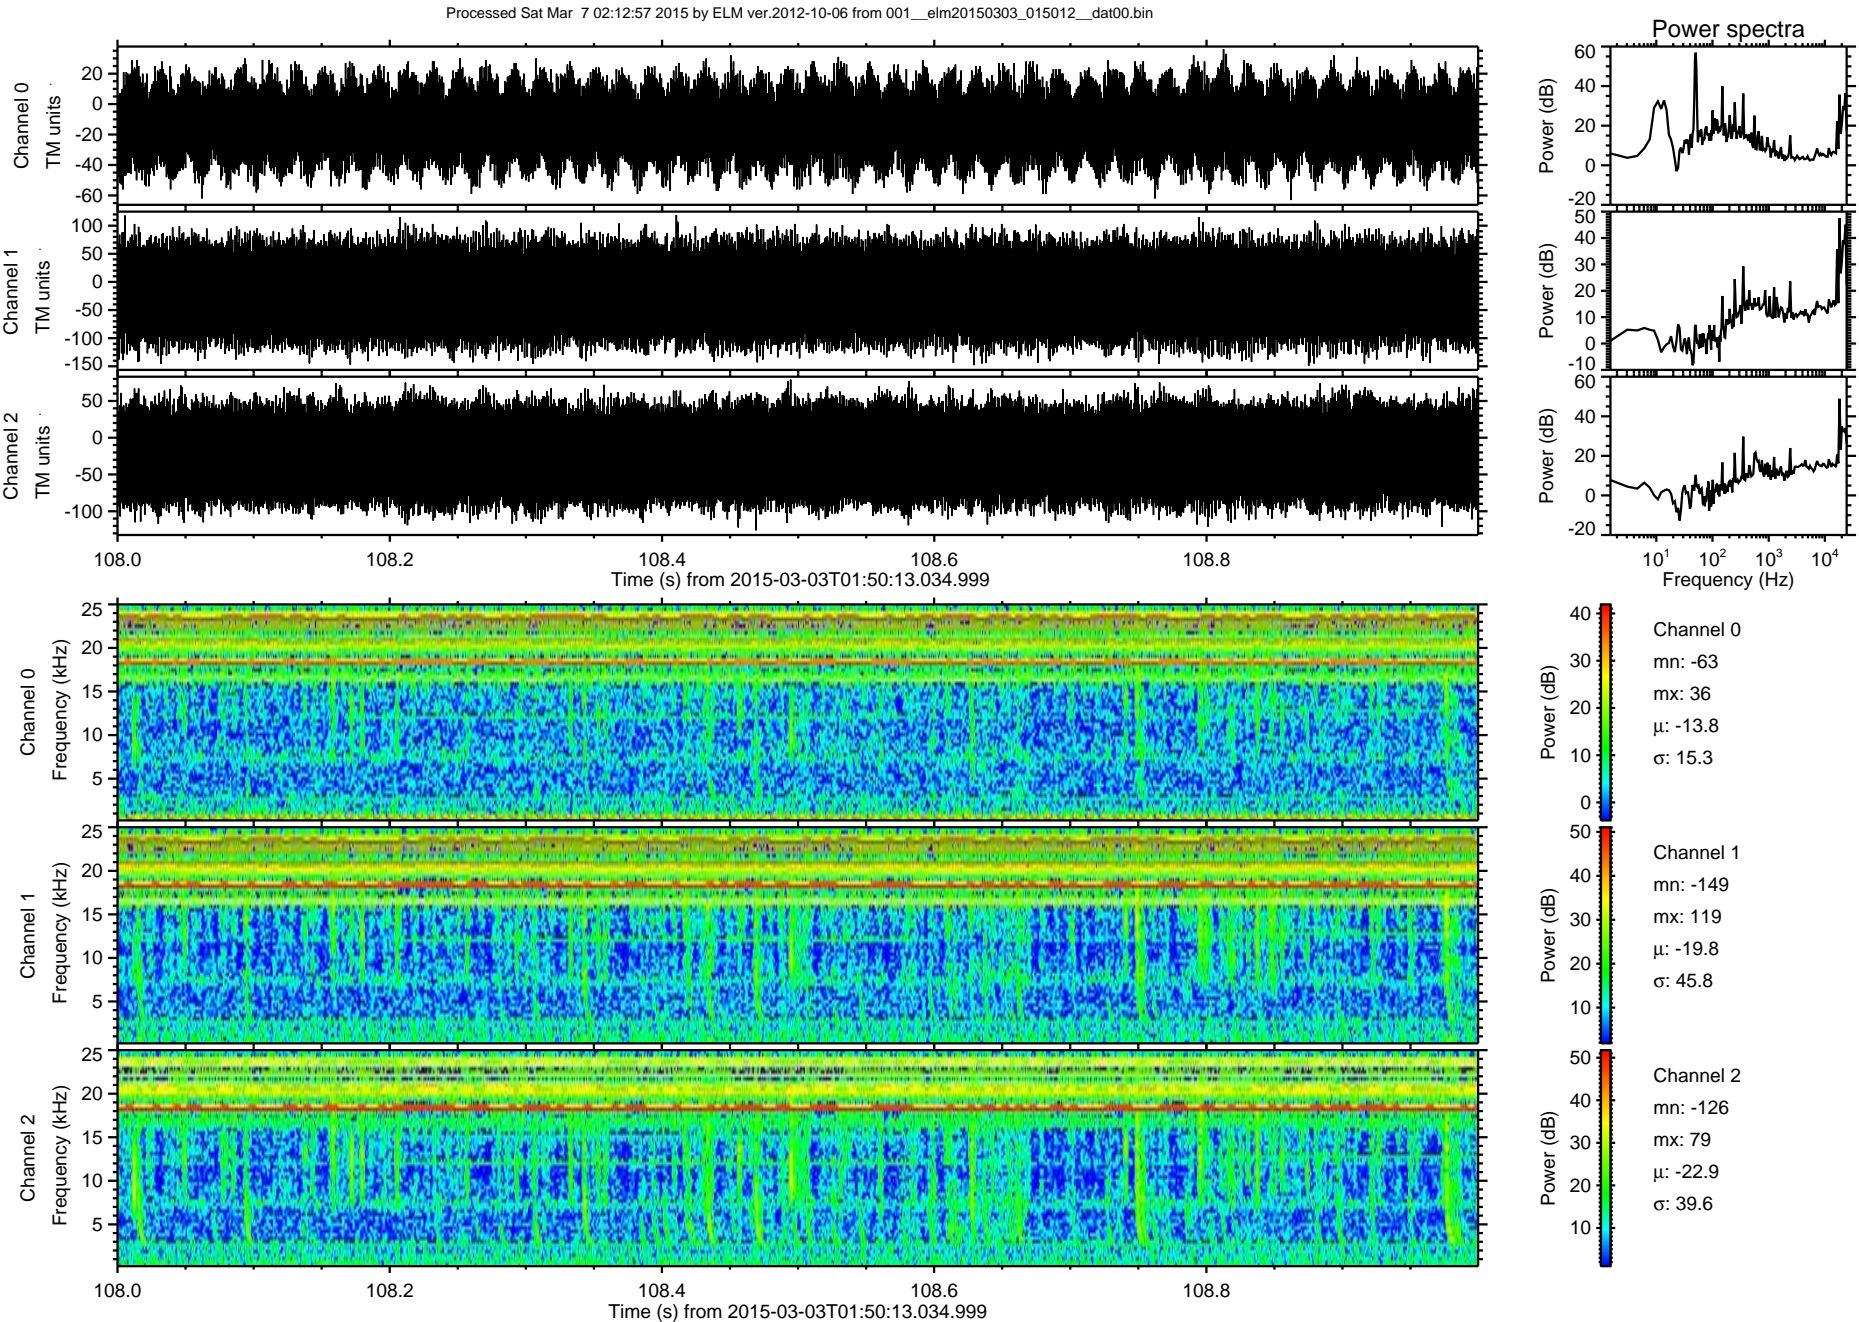 Processed Sat Mar 7 02:12:57 2015 by ELM ver.2012-10-06 from 001__elm20150303_015012__dat00.bin
Power spectra
Channel 0
TM units
20
0
-20
-40
-60
Power (dB)
60
40
20
0
-20
Channel 1
TM units
100
50
0
-50
-100
-150
Power (dB)
50
40
30
20
10
0
-10
Channel 2
TM units
50
0
-50
-100
Power (dB)
60
40
20
0
-20
108.0 108.2 108.4 108.6 108.8
Time (s) from 2015-03-03T01:50:13.034.999
10^1 10^2 10^3 10^4
Frequency (Hz)
Channel 0
Frequency (kHz)
25
20
15
10
5
Power (dB)
40
30
20
10
0
Channel 0
mn: -63
mx: 36
μ: -13.8
σ: 15.3
Channel 1
Frequency (kHz)
25
20
15
10
5
Power (dB)
50
40
30
20
10
Channel 1
mn: -149
mx: 119
μ: -19.8
σ: 45.8
Channel 2
Frequency (kHz)
25
20
15
10
5
Power (dB)
50
40
30
20
10
Channel 2
mn: -126
mx: 79
μ: -22.9
σ: 39.6
108.0 108.2 108.4 108.6 108.8
Time (s) from 2015-03-03T01:50:13.034.999